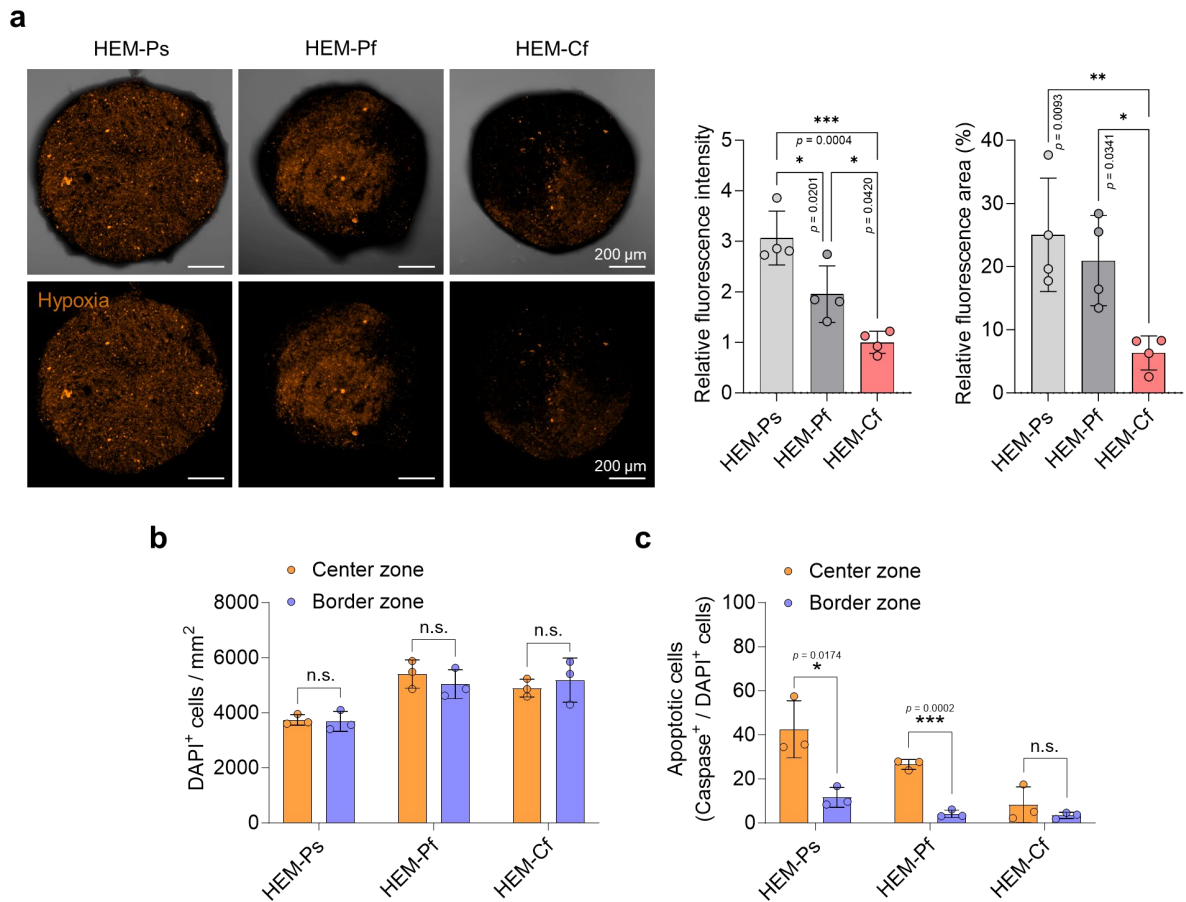 a
HEM-Ps
HEM-Pf
HEM-Cf
200 µm
Hypoxia
200 µm
Relative fluorescence intensity
5
4
3
2
1
0
***
p = 0.0004
*
*
p = 0.0201
p = 0.0420
HEM-Ps
HEM-Pf
HEM-Cf
Relative fluorescence area (%)
40
30
20
10
0
**
p = 0.0093
*
p = 0.0341
HEM-Ps
HEM-Pf
HEM-Cf
b
Center zone
Border zone
DAPI⁺ cells / mm²
8000
6000
4000
2000
0
n.s.
n.s.
n.s.
HEM-Ps
HEM-Pf
HEM-Cf
c
Center zone
Border zone
Apoptotic cells
(Caspase⁺ / DAPI⁺ cells)
100
80
60
40
20
0
p = 0.0174
*
p = 0.0002
***
n.s.
HEM-Ps
HEM-Pf
HEM-Cf